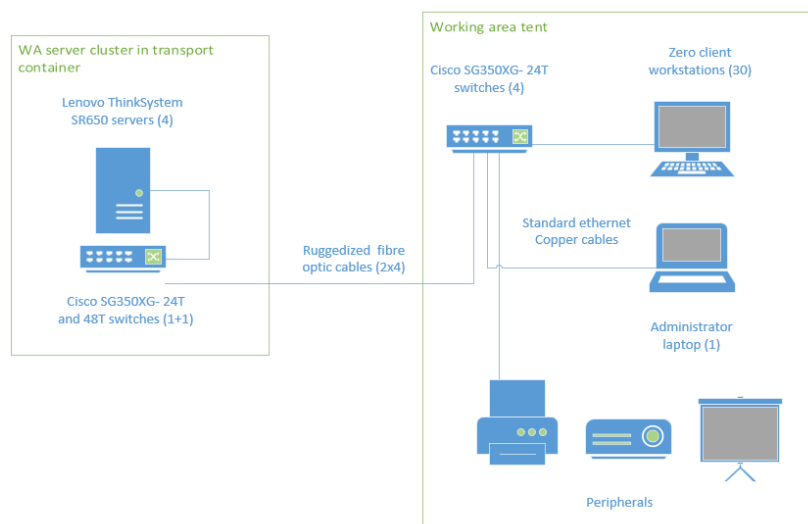 WA server cluster in transport
container
Lenovo ThinkSystem
SR650 servers (4)
Cisco SG350XG- 24T
and 48T switches (1+1)
Ruggedized fibre
optic cables (2x4)
Working area tent
Cisco SG350XG- 24T
switches (4)
Zero client
workstations (30)
Standard ethernet
Copper cables
Administrator
laptop (1)
Peripherals